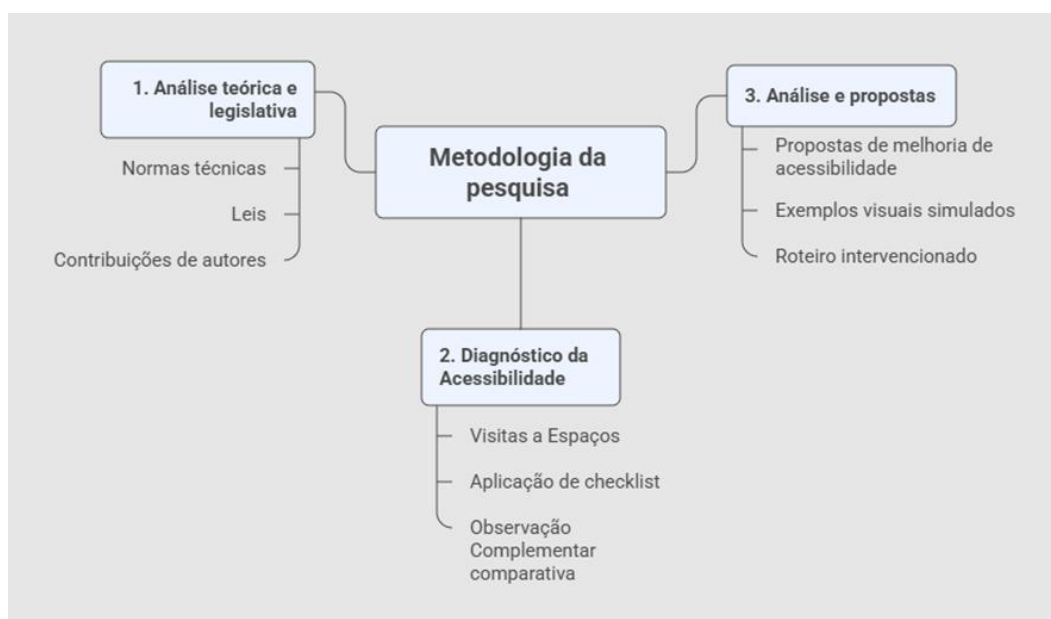 Metodologia da
pesquisa
1. Análise teórica e
legislativa
Normas técnicas
Leis
Contribuições de autores
2. Diagnóstico da
Acessibilidade
Visitas a Espaços
Aplicação de checklist
Observação
Complementar
comparativa
3. Análise e propostas
Propostas de melhoria de
acessibilidade
Exemplos visuais simulados
Roteiro intervencionado